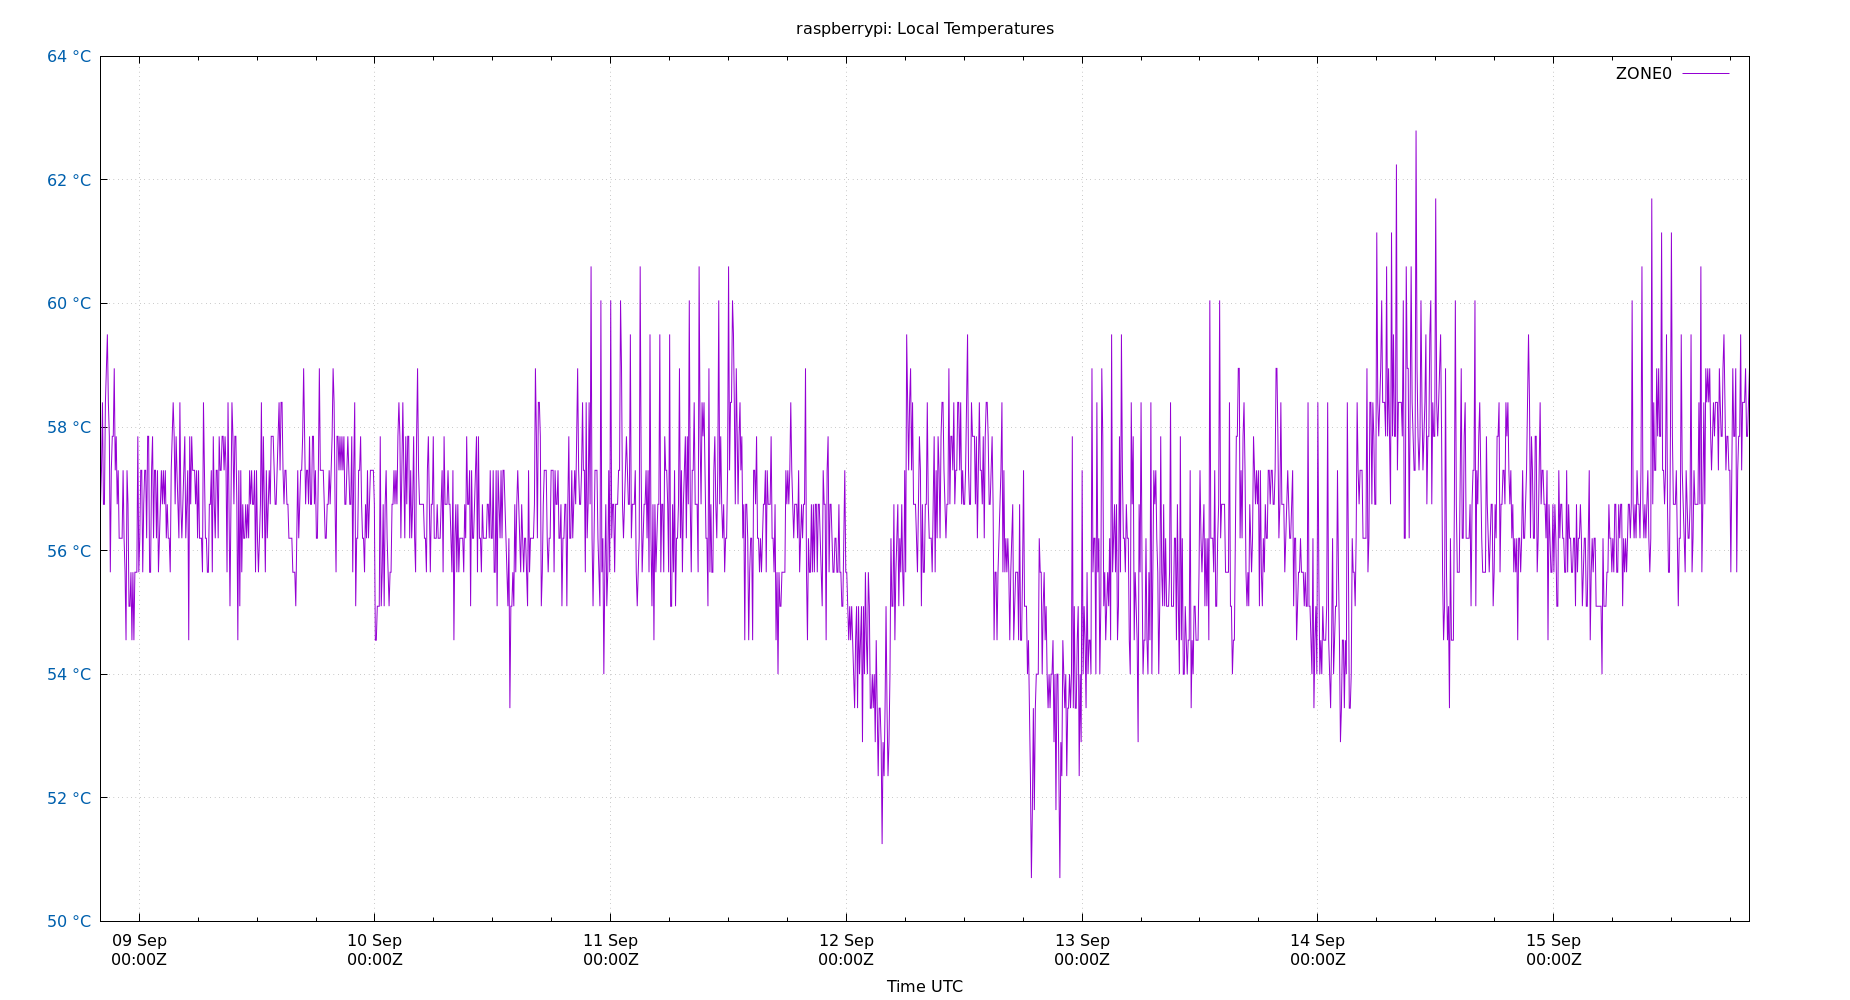 raspberrypi: Local Temperatures
64 °C
ZONE0
62 °C
60 °C
58 °C
56 °C
54 °C
52 °C
50 °C
09 Sep 10 Sep 11 Sep 12 Sep 13 Sep 14 Sep 15 Sep
00:00Z 00:00Z 00:00Z 00:00Z 00:00Z 00:00Z 00:00Z
Time UTC